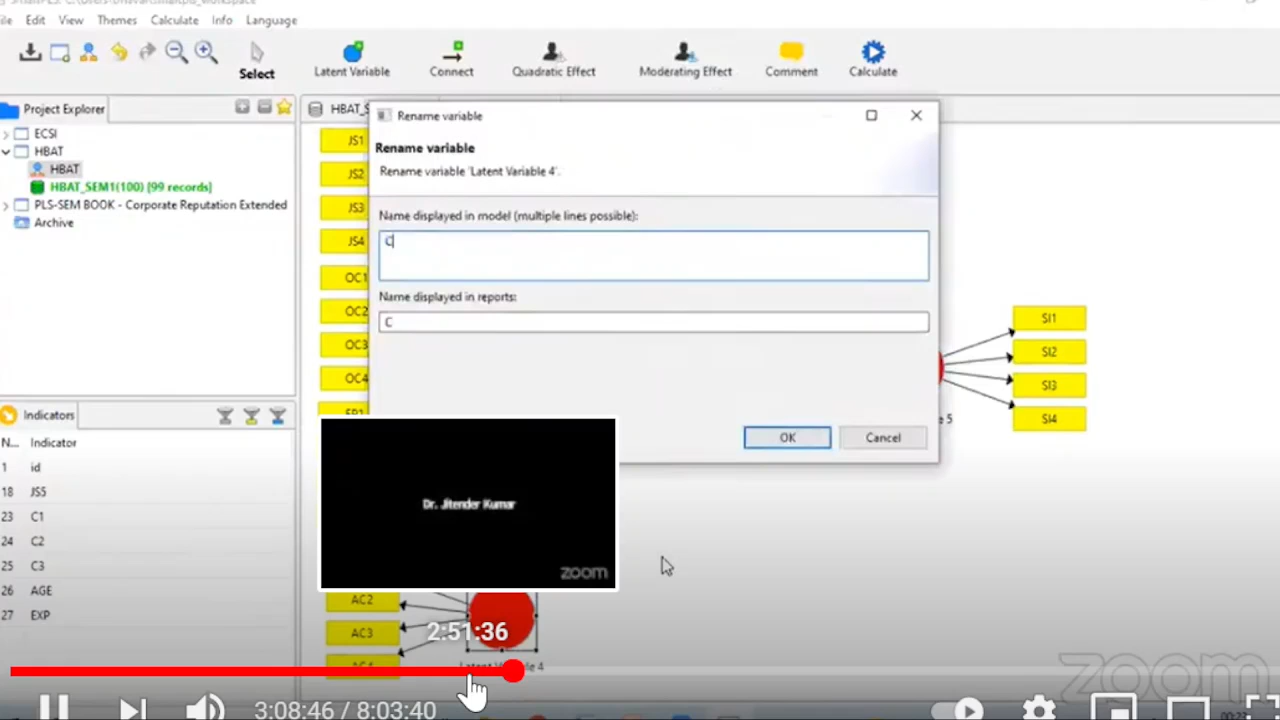 ile Edit View Themes Calculate Info Language
Select
Latent Variable
Connect
Quadratic Effect
Moderating Effect
Comment
Calculate
Project Explorer
ECSI
HBAT
HBAT
HBAT_SEM1(100) [99 records]
PLS-SEM BOOK - Corporate Reputation Extended
Archive
Indicators
N... Indicator
1 id
18 JS5
23 C1
24 C2
25 C3
26 AGE
27 EXP
HBAT_S
JS1
JS2
JS3
JS4
OC1
OC2
OC3
OC4
EP1
Rename variable
Rename variable
Rename variable 'Latent Variable 4'.
Name displayed in model (multiple lines possible):
C
Name displayed in reports:
C
OK
Cancel
SI1
SI2
SI3
SI4
e 5
Dr. Jitender Kumar
zoom
AC2
AC3
AC4
2:51:36
zoom
3:08:46 / 8:03:40